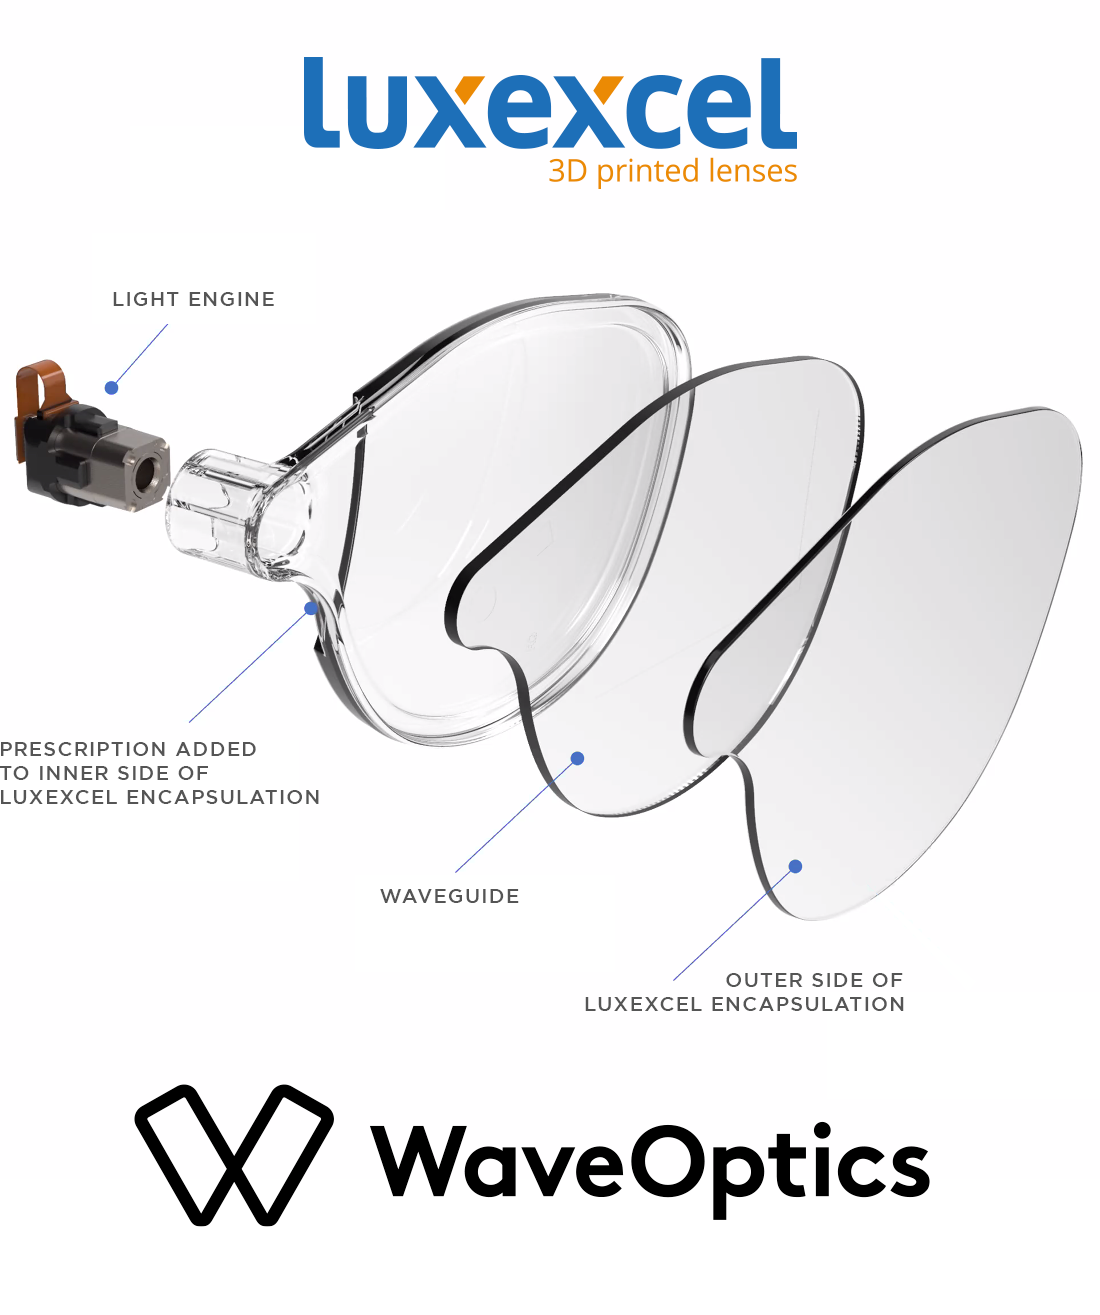 luxexcel
3D printed lenses
LIGHT ENGINE
PRESCRIPTION ADDED
TO INNER SIDE OF
LUXEXCEL ENCAPSULATION
WAVEGUIDE
OUTER SIDE OF
LUXEXCEL ENCAPSULATION
WaveOptics